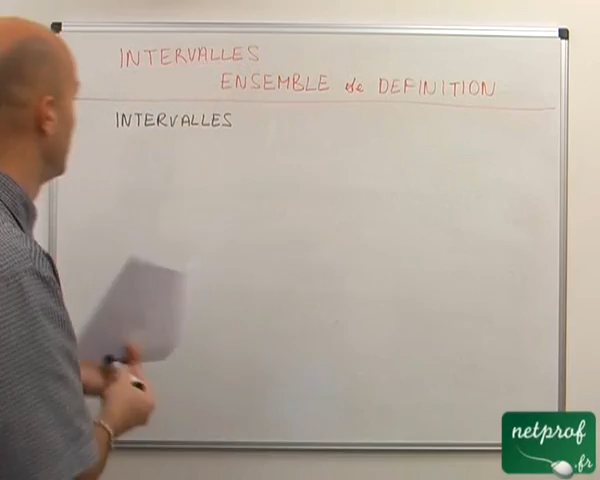 INTERVALLES
ENSEMBLE de DEFINITION
INTERVALLES
netprof
.fr